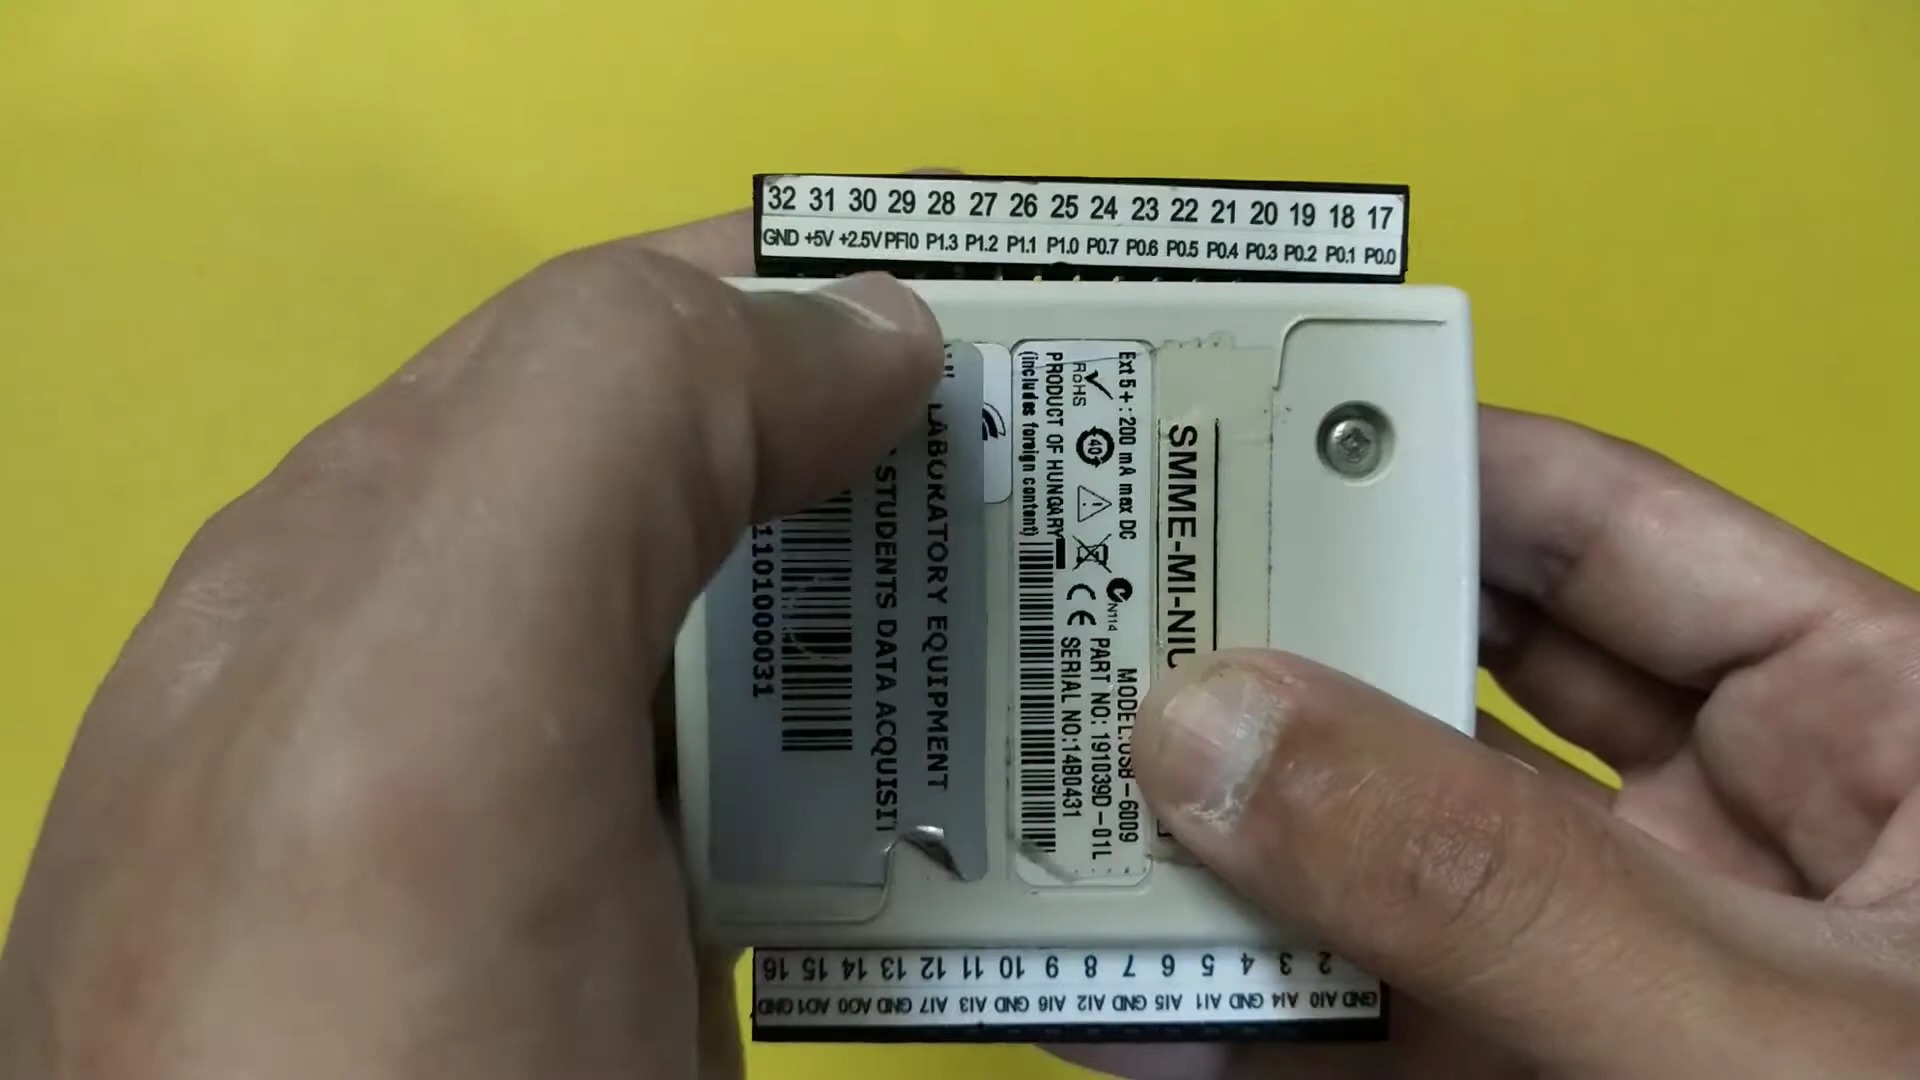 32 31 30 29 28 27 26 25 24 23 22 21 20 19 18 17
GND +5V +2.5V PFI0 P1.3 P1.2 P1.1 P1.0 P0.7 P0.6 P0.5 P0.4 P0.3 P0.2 P0.1 P0.0
SMME-MI-NI
Ext 5+: 200 mA max DC
MODEL:USB-6009
RoHS
40
CE
N114
PART NO: 191039D-01L
PRODUCT OF HUNGARY
SERIAL NO:14B0431
(includes foreign content)
LABORATORY EQUIPMENT
STUDENTS DATA ACQUISIT
1101000031
16 15 14 13 12 11 10 9 8 7 6 5 4 3 2
GND AO1 AO0 GND AI7 AI3 GND AI6 AI2 GND AI5 AI1 GND AI4 AI0 GND